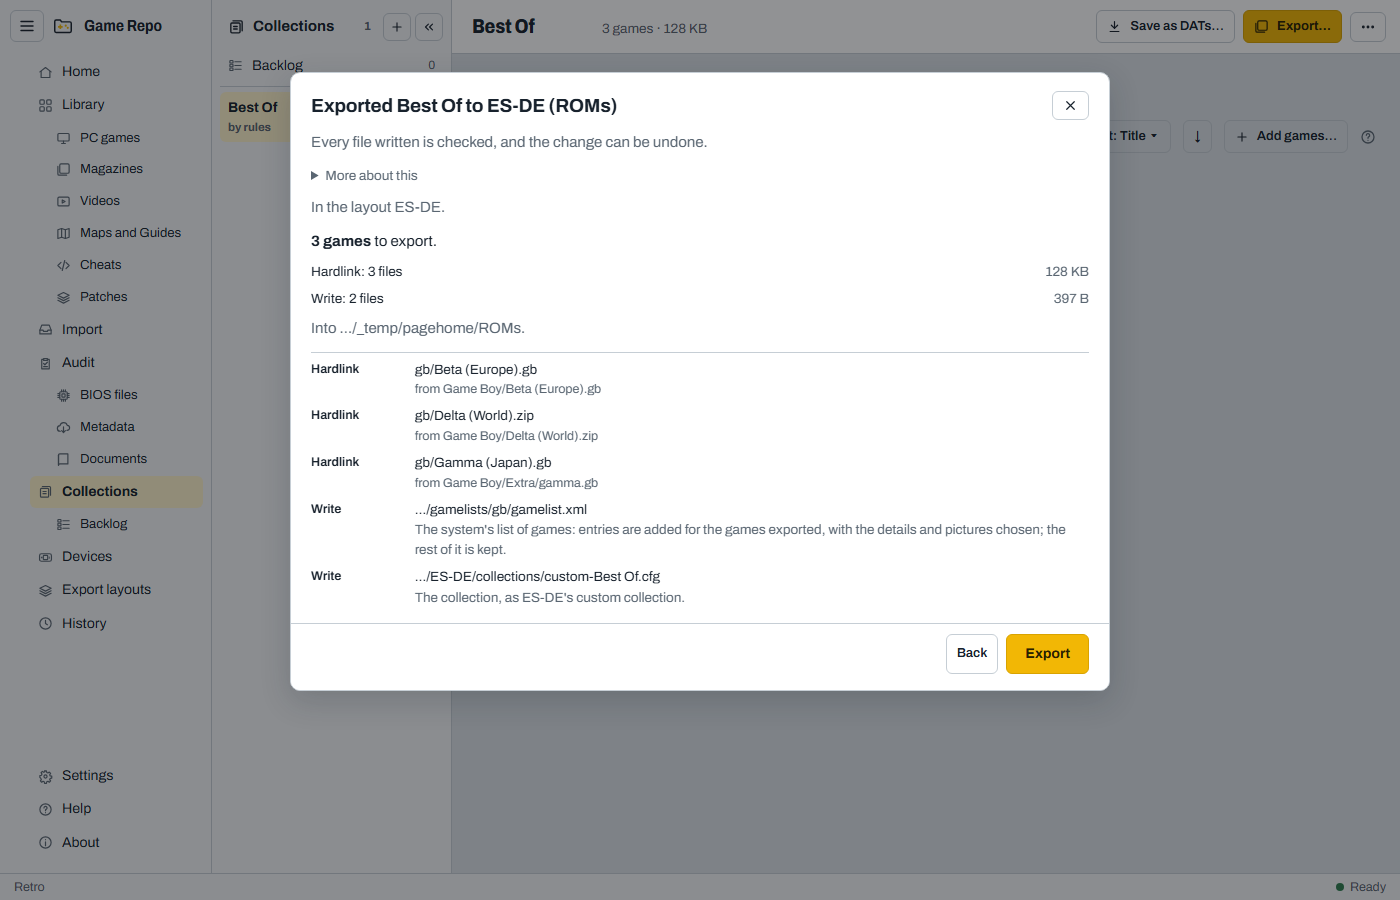 Game Repo
Home
Library
PC games
Magazines
Videos
Maps and Guides
Cheats
Patches
Import
Audit
BIOS files
Metadata
Documents
Collections
Backlog
Devices
Export layouts
History
Settings
Help
About
Collections 1
Backlog 0
Best Of
by rules
Best Of
3 games · 128 KB
Save as DATs...
Export...
t: Title
Add games...
Exported Best Of to ES-DE (ROMs)
Every file written is checked, and the change can be undone.
More about this
In the layout ES-DE.
3 games to export.
Hardlink: 3 files 128 KB
Write: 2 files 397 B
Into .../_temp/pagehome/ROMs.
Hardlink gb/Beta (Europe).gb
from Game Boy/Beta (Europe).gb
Hardlink gb/Delta (World).zip
from Game Boy/Delta (World).zip
Hardlink gb/Gamma (Japan).gb
from Game Boy/Extra/gamma.gb
Write .../gamelists/gb/gamelist.xml
The system's list of games: entries are added for the games exported, with the details and pictures chosen; the
rest of it is kept.
Write .../ES-DE/collections/custom-Best Of.cfg
The collection, as ES-DE's custom collection.
Back
Export
Retro
Ready